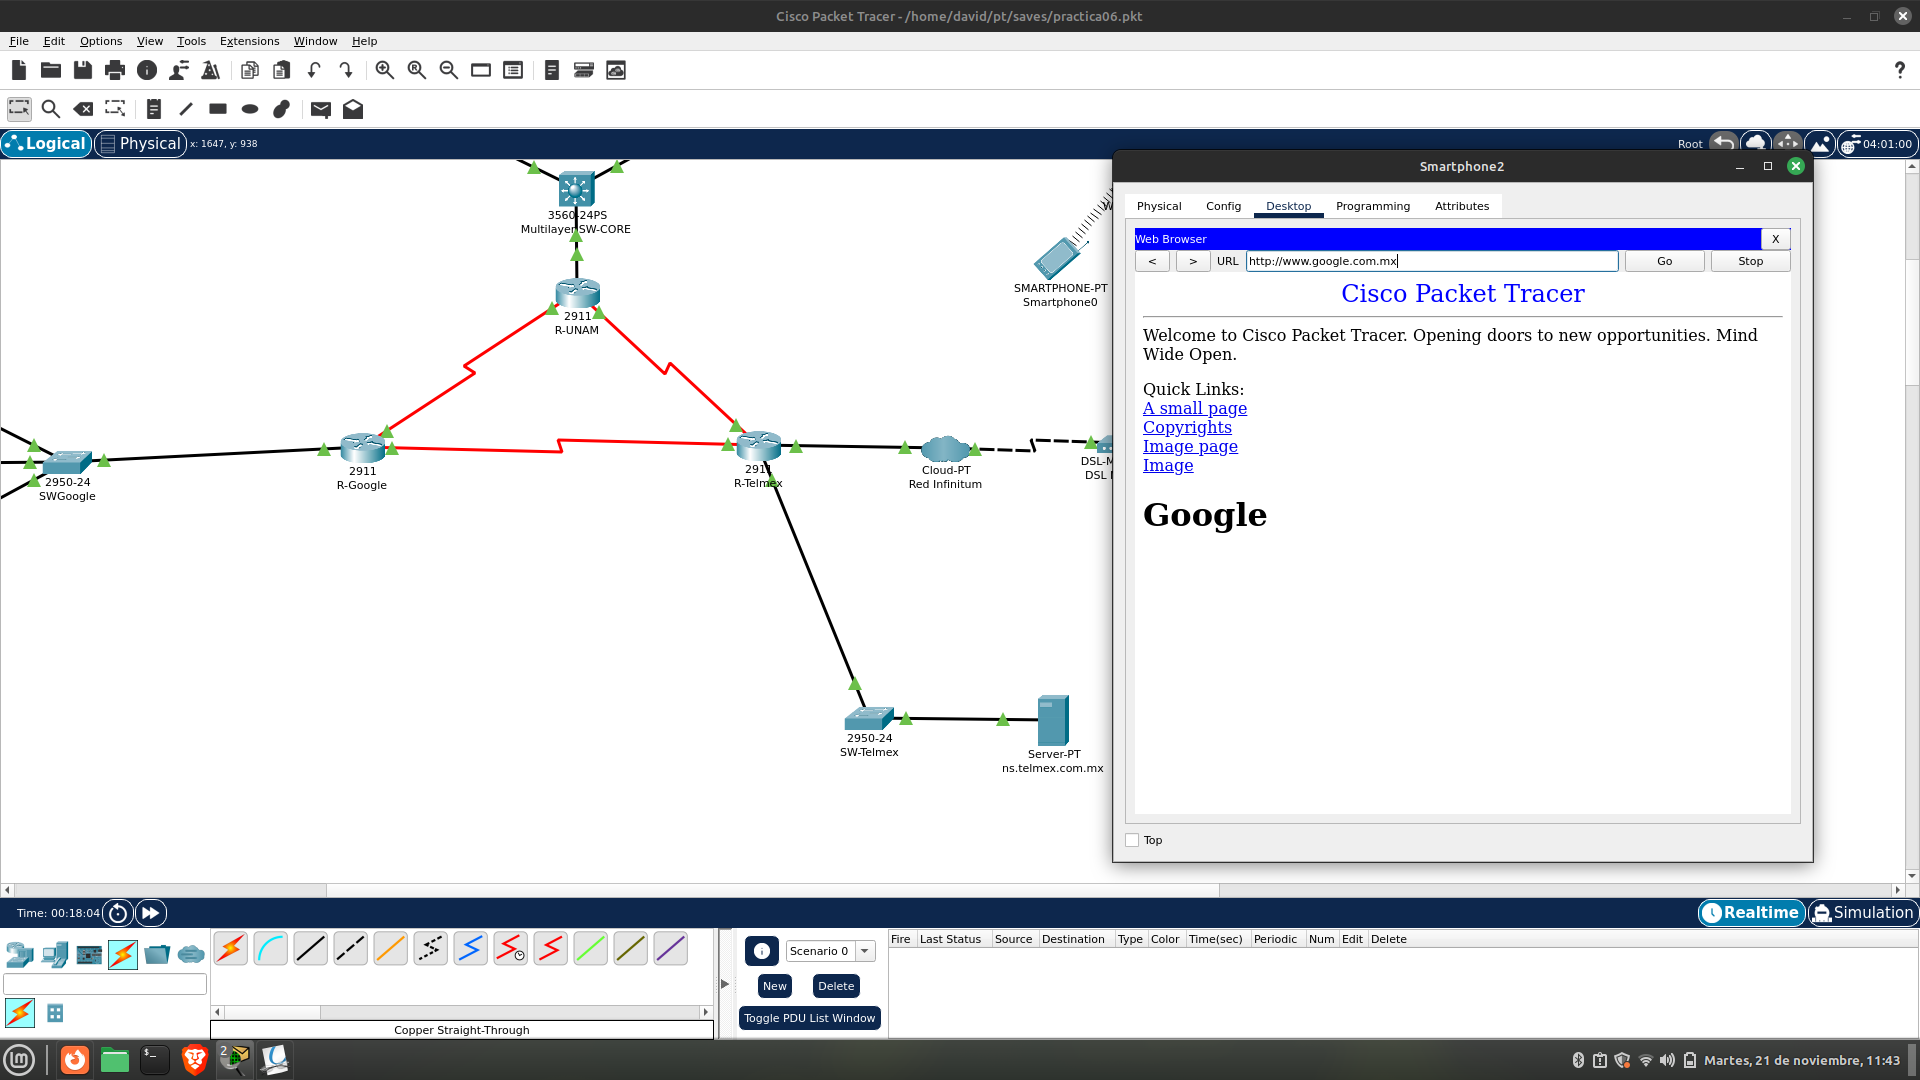 Cisco Packet Tracer - /home/david/pt/saves/practica06.pkt
File Edit Options View Tools Extensions Window Help
?
Logical Physical x: 1647, y: 938
Root 04:01:00
3560-24PS
Multilayer SW-CORE
2911
R-UNAM
SMARTPHONE-PT
Smartphone0
2950-24
SWGoogle
2911
R-Google
2911
R-Telmex
Cloud-PT
Red Infinitum
DSL-M
DSL
2950-24
SW-Telmex
Server-PT
ns.telmex.com.mx
Smartphone2
Physical Config Desktop Programming Attributes
Web Browser X
< > URL http://www.google.com.mx Go Stop
Cisco Packet Tracer
Welcome to Cisco Packet Tracer. Opening doors to new opportunities. Mind
Wide Open.
Quick Links:
A small page
Copyrights
Image page
Image
Google
Top
Time: 00:18:04
Realtime Simulation
Copper Straight-Through
Scenario 0
New Delete
Toggle PDU List Window
Fire Last Status Source Destination Type Color Time(sec) Periodic Num Edit Delete
2
Martes, 21 de noviembre, 11:43